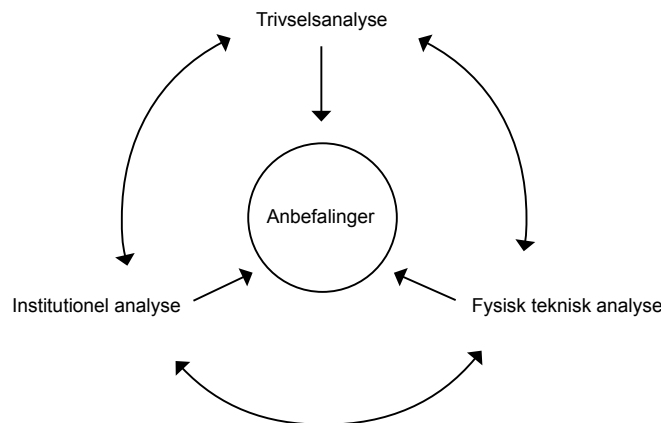 Trivselsanalyse
Anbefalinger
Institutionel analyse
Fysisk teknisk analyse